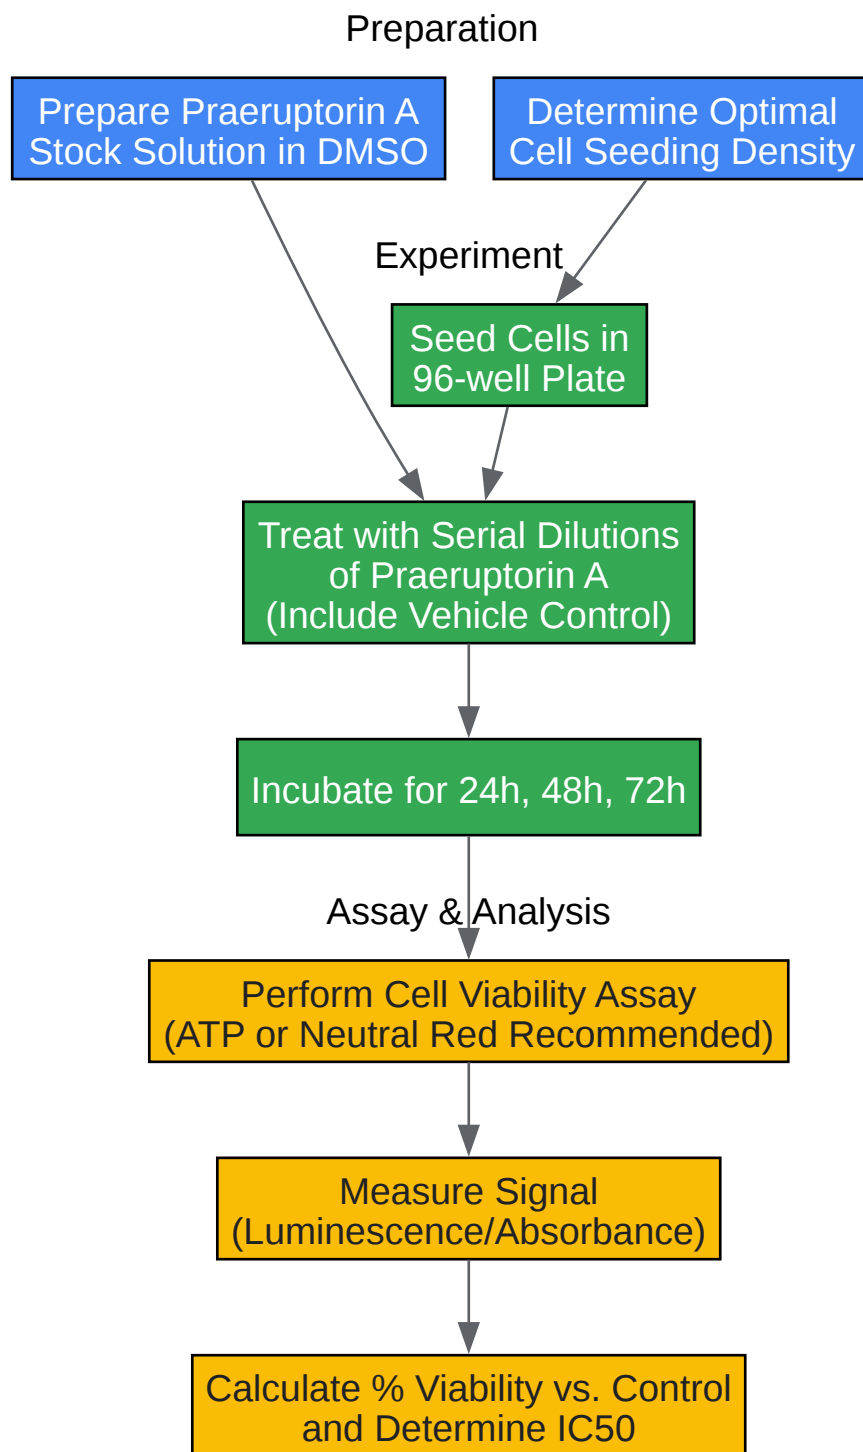 Preparation
Prepare Praeruptorin A
Stock Solution in DMSO
Determine Optimal
Cell Seeding Density
Experiment
Seed Cells in
96-well Plate
Treat with Serial Dilutions
of Praeruptorin A
(Include Vehicle Control)
Incubate for 24h, 48h, 72h
Assay & Analysis
Perform Cell Viability Assay
(ATP or Neutral Red Recommended)
Measure Signal
(Luminescence/Absorbance)
Calculate % Viability vs. Control
and Determine IC50